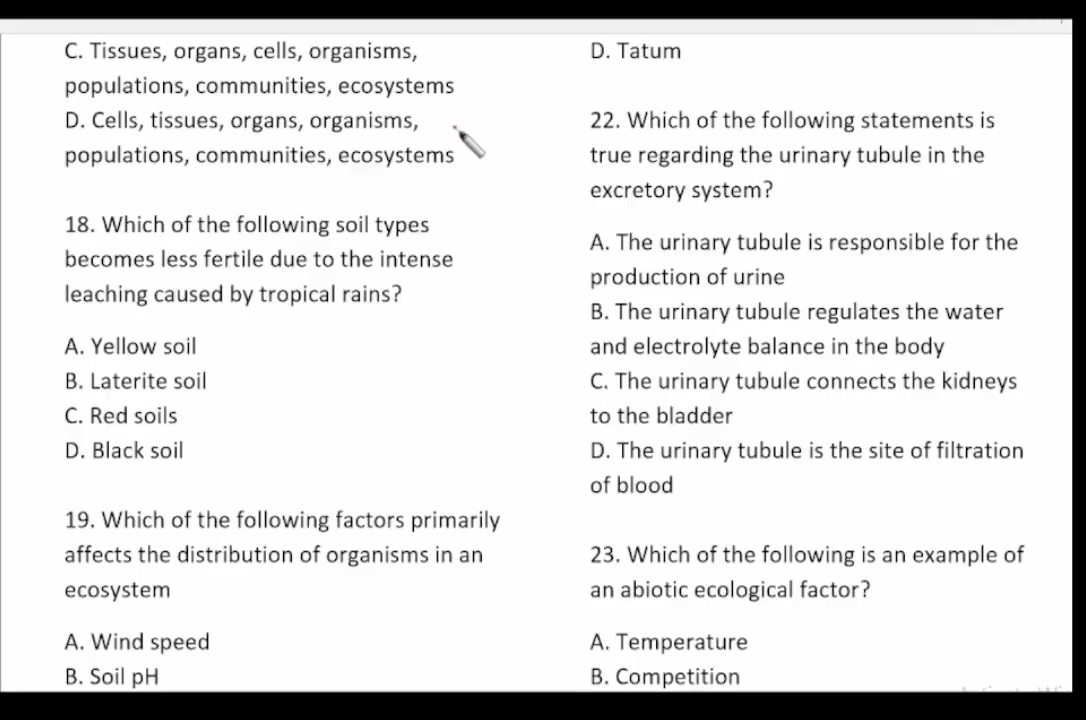 C. Tissues, organs, cells, organisms,
populations, communities, ecosystems
D. Cells, tissues, organs, organisms,
populations, communities, ecosystems
18. Which of the following soil types
becomes less fertile due to the intense
leaching caused by tropical rains?
A. Yellow soil
B. Laterite soil
C. Red soils
D. Black soil
19. Which of the following factors primarily
affects the distribution of organisms in an
ecosystem
A. Wind speed
B. Soil pH
D. Tatum
22. Which of the following statements is
true regarding the urinary tubule in the
excretory system?
A. The urinary tubule is responsible for the
production of urine
B. The urinary tubule regulates the water
and electrolyte balance in the body
C. The urinary tubule connects the kidneys
to the bladder
D. The urinary tubule is the site of filtration
of blood
23. Which of the following is an example of
an abiotic ecological factor?
A. Temperature
B. Competition